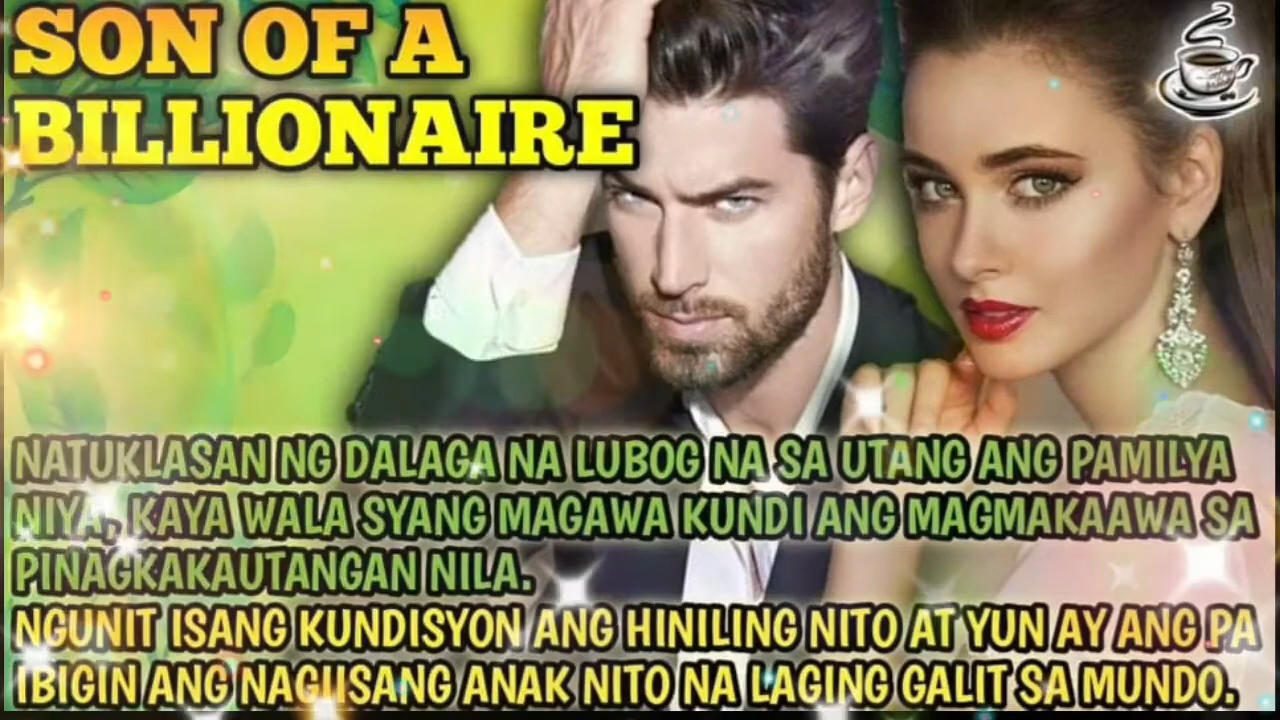 SON OF A
BILLIONAIRE
NATUKLASAN NG DALAGA NA LUBOG NA SA UTANG ANG PAMILYA
NIYA, KAYA WALA SYANG MAGAWA KUNDI ANG MAGMAKAAWA SA
PINAGKAKAUTANGAN NILA.
NGUNIT ISANG KUNDISYON ANG HINILING NITO AT YUN AY ANG PA
IBIGIN ANG NAGIISANG ANAK NITO NA LAGING GALIT SA MUNDO.